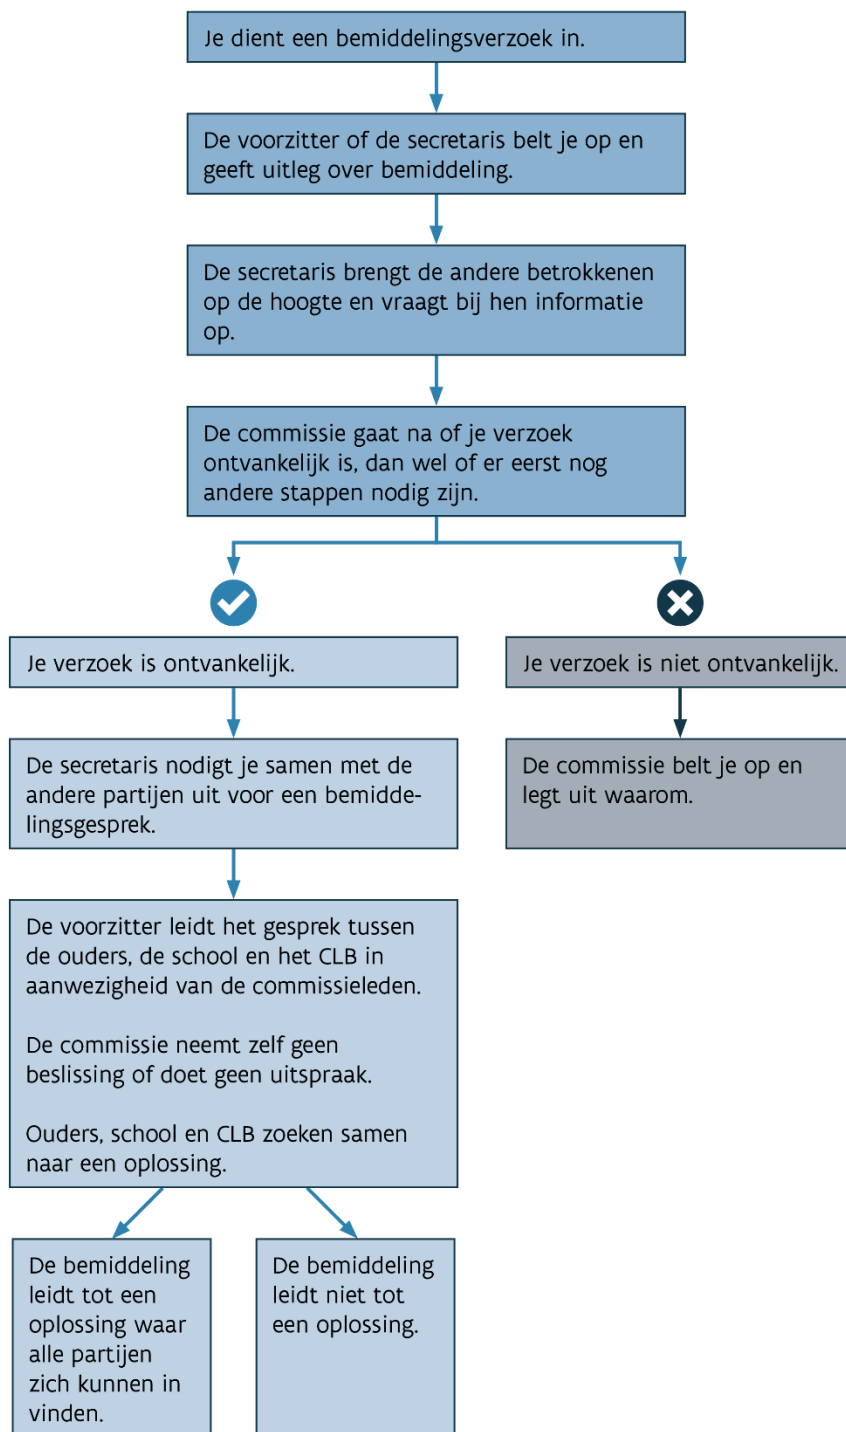 Je dient een bemiddelingsverzoek in.
De voorzitter of de secretaris belt je op en
geeft uitleg over bemiddeling.
De secretaris brengt de andere betrokkenen
op de hoogte en vraagt bij hen informatie
op.
De commissie gaat na of je verzoek
ontvankelijk is, dan wel of er eerst nog
andere stappen nodig zijn.
Je verzoek is ontvankelijk.
Je verzoek is niet ontvankelijk.
De secretaris nodigt je samen met de
andere partijen uit voor een bemidde-
lingsgesprek.
De commissie belt je op en
legt uit waarom.
De voorzitter leidt het gesprek tussen
de ouders, de school en het CLB in
aanwezigheid van de commissieleden.
De commissie neemt zelf geen
beslissing of doet geen uitspraak.
Ouders, school en CLB zoeken samen
naar een oplossing.
De bemiddeling
leidt tot een
oplossing waar
alle partijen
zich kunnen in
vinden.
De bemiddeling
leidt niet tot
een oplossing.